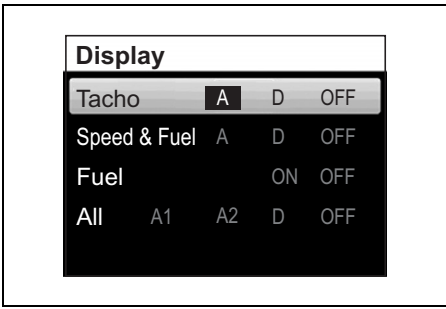 Display
Tacho A D OFF
Speed & Fuel A D OFF
Fuel ON OFF
All A1 A2 D OFF